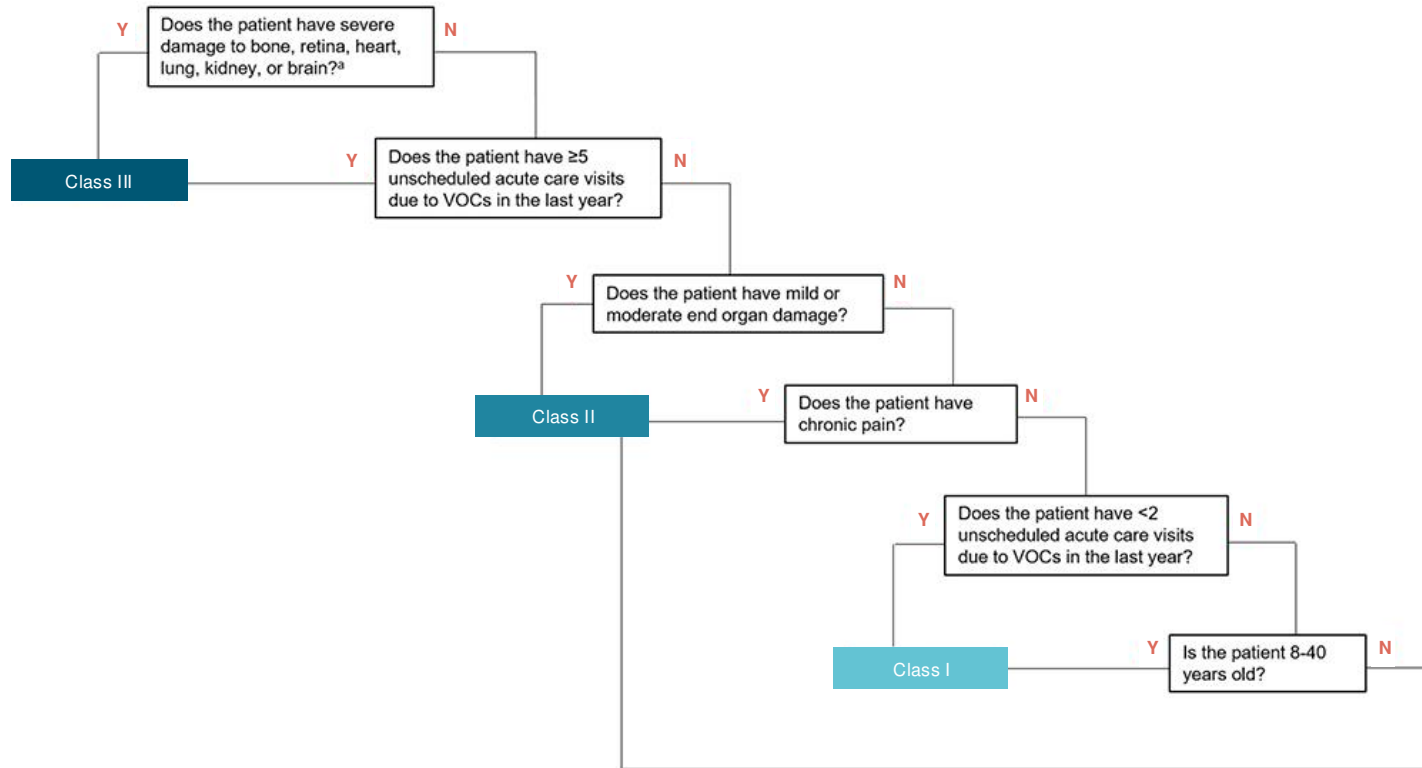 Y
Does the patient have severe
damage to bone, retina, heart,
lung, kidney, or brain?ª
N
Class III
Y
Does the patient have ≥5
unscheduled acute care visits
due to VOCs in the last year?
N
Y
Does the patient have mild or
moderate end organ damage?
N
Class II
Y
Does the patient have
chronic pain?
N
Y
Does the patient have <2
unscheduled acute care visits
due to VOCs in the last year?
N
Class I
Y
Is the patient 8-40
years old?
N